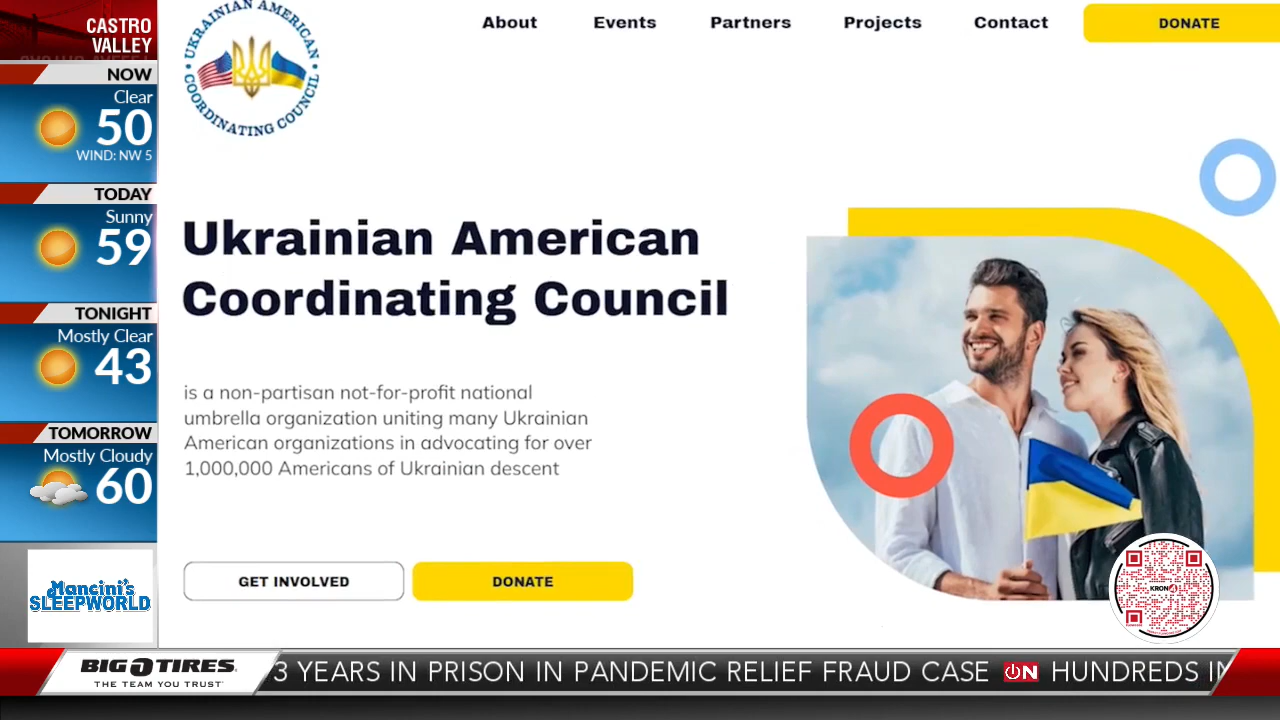 CASTRO
VALLEY
NOW
Clear
50
WIND: NW 5
TODAY
Sunny
59
TONIGHT
Mostly Clear
43
TOMORROW
Mostly Cloudy
60
Mancini's
SLEEPWORLD
UKRAINIAN AMERICAN
COORDINATING COUNCIL
About Events Partners Projects Contact DONATE
Ukrainian American
Coordinating Council
is a non-partisan not-for-profit national
umbrella organization uniting many Ukrainian
American organizations in advocating for over
1,000,000 Americans of Ukrainian descent
GET INVOLVED DONATE
KRON4
BIG O TIRES
THE TEAM YOU TRUST
3 YEARS IN PRISON IN PANDEMIC RELIEF FRAUD CASE ON HUNDREDS